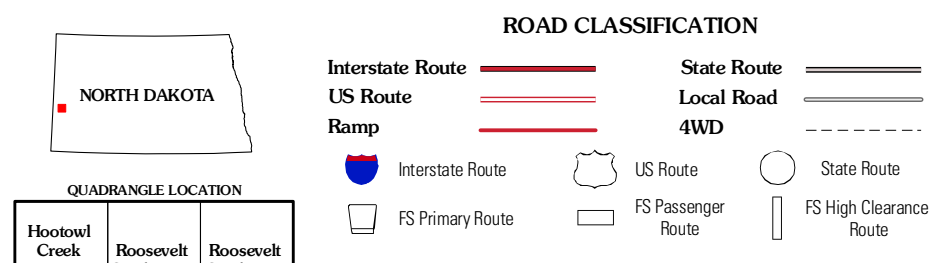 ROAD CLASSIFICATION
Interstate Route
State Route
US Route
Local Road
Ramp
4WD
NORTH DAKOTA
Interstate Route
US Route
State Route
FS Primary Route
FS Passenger
Route
FS High Clearance
Route
QUADRANGLE LOCATION
Hootowl
Creek
Roosevelt
Roosevelt